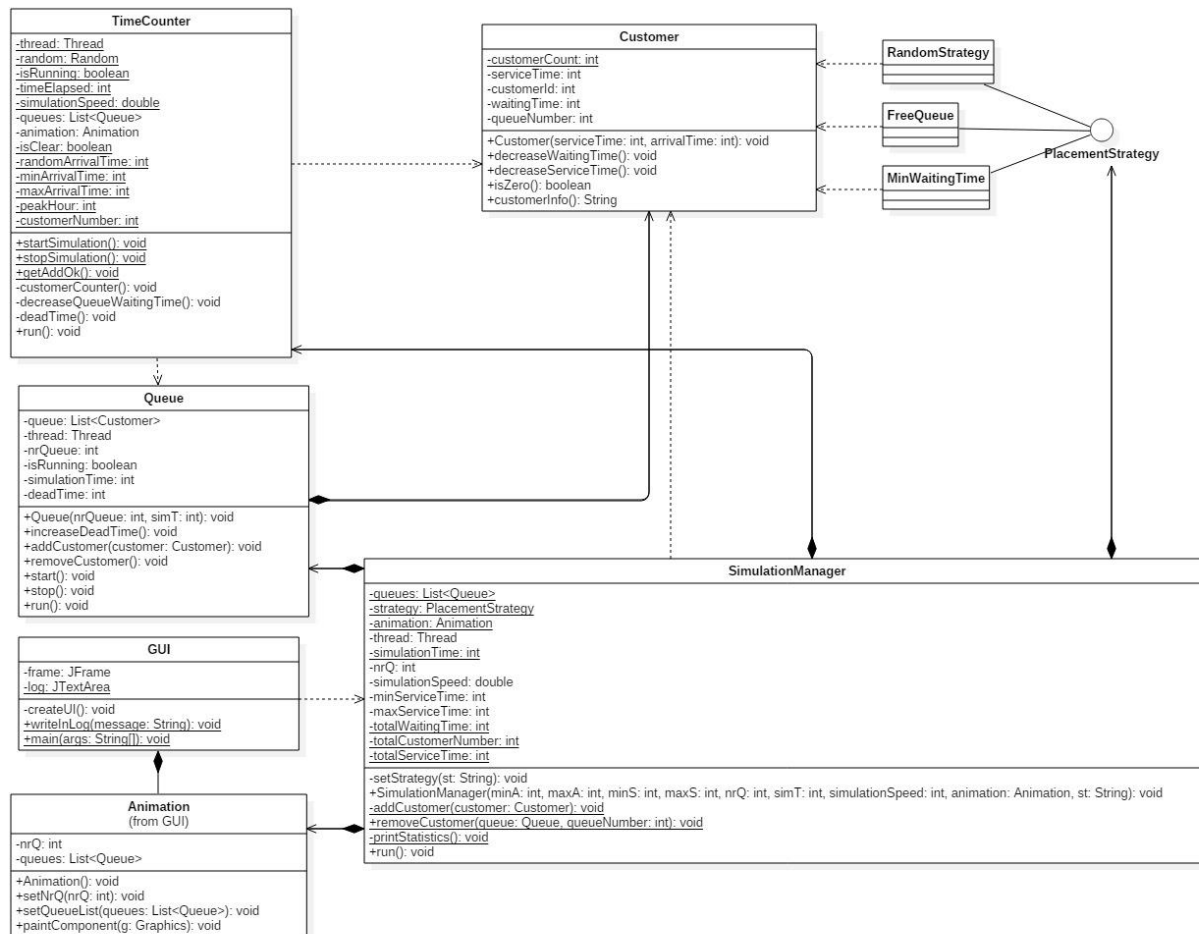 TimeCounter
-thread: Thread
-random: Random
-isRunning: boolean
-timeElapsed: int
-simulationSpeed: double
-queues: List<Queue>
-animation: Animation
-isClear: boolean
-randomArrivalTime: int
-minArrivalTime: int
-maxArrivalTime: int
-peakHour: int
-customerNumber: int
+startSimulation(): void
+stopSimulation(): void
+getAddOk(): void
-customerCounter(): void
-decreaseQueueWaitingTime(): void
-deadTime(): void
+run(): void
Customer
-customerCount: int
-serviceTime: int
-customerId: int
-waitingTime: int
-queueNumber: int
+Customer(serviceTime: int, arrivalTime: int): void
+decreaseWaitingTime(): void
+decreaseServiceTime(): void
+isZero(): boolean
+customerInfo(): String
RandomStrategy
FreeQueue
MinWaitingTime
PlacementStrategy
Queue
-queue: List<Customer>
-thread: Thread
-nrQueue: int
-isRunning: boolean
-simulationTime: int
-deadTime: int
+Queue(nrQueue: int, simT: int): void
+increaseDeadTime(): void
+addCustomer(customer: Customer): void
+removeCustomer(): void
+start(): void
+stop(): void
+run(): void
SimulationManager
-queues: List<Queue>
-strategy: PlacementStrategy
-animation: Animation
-thread: Thread
-simulationTime: int
-nrQ: int
-simulationSpeed: double
-minServiceTime: int
-maxServiceTime: int
-totalWaitingTime: int
-totalCustomerNumber: int
-totalServiceTime: int
-setStrategy(st: String): void
+SimulationManager(minA: int, maxA: int, minS: int, maxS: int, nrQ: int, simT: int, simulationSpeed: int, animation: Animation, st: String): void
-addCustomer(customer: Customer): void
+removeCustomer(queue: Queue, queueNumber: int): void
-printStatistics(): void
+run(): void
GUI
-frame: JFrame
-log: JTextArea
-createUI(): void
+writeInLog(message: String): void
+main(args: String[]): void
Animation
(from GUI)
-nrQ: int
-queues: List<Queue>
+Animation(): void
+setNrQ(nrQ: int): void
+setQueueList(queues: List<Queue>): void
+paintComponent(g: Graphics): void